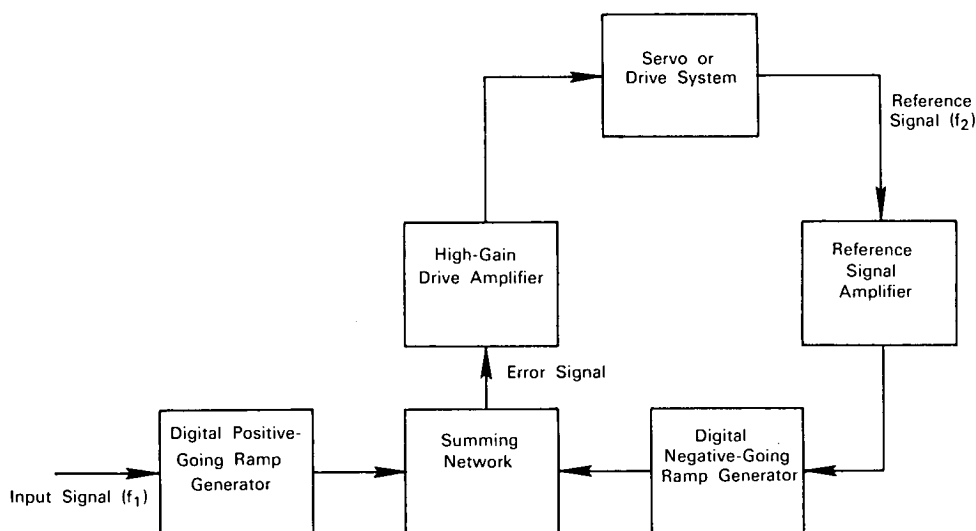 Servo or
Drive System
Reference
Signal (f2)
High-Gain
Drive Amplifier
Reference
Signal
Amplifier
Error Signal
Digital Positive-
Going Ramp
Generator
Summing
Network
Digital
Negative-Going
Ramp Generator
Input Signal (f1)